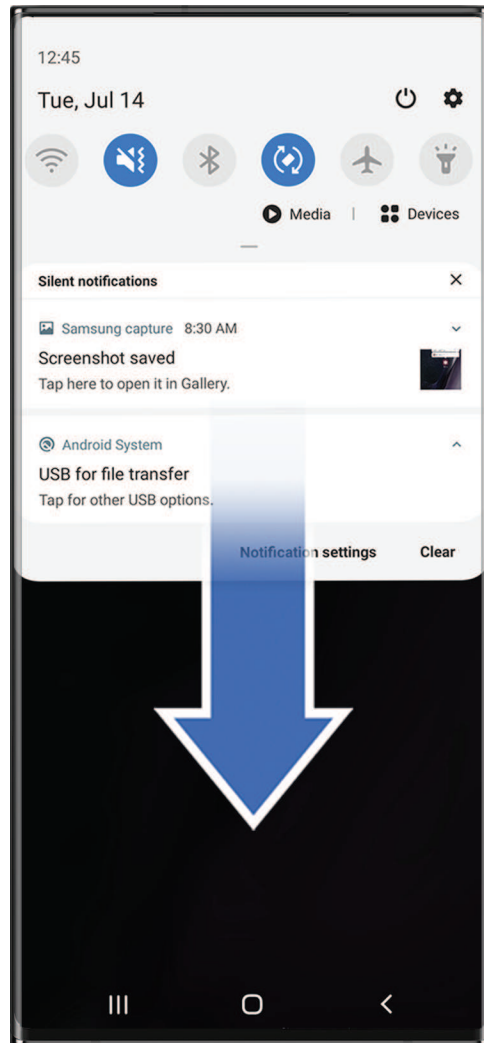 12:45
Tue, Jul 14
Media | Devices
Silent notifications
Samsung capture 8:30 AM
Screenshot saved
Tap here to open it in Gallery.
Android System
USB for file transfer
Tap for other USB options.
Notification settings Clear